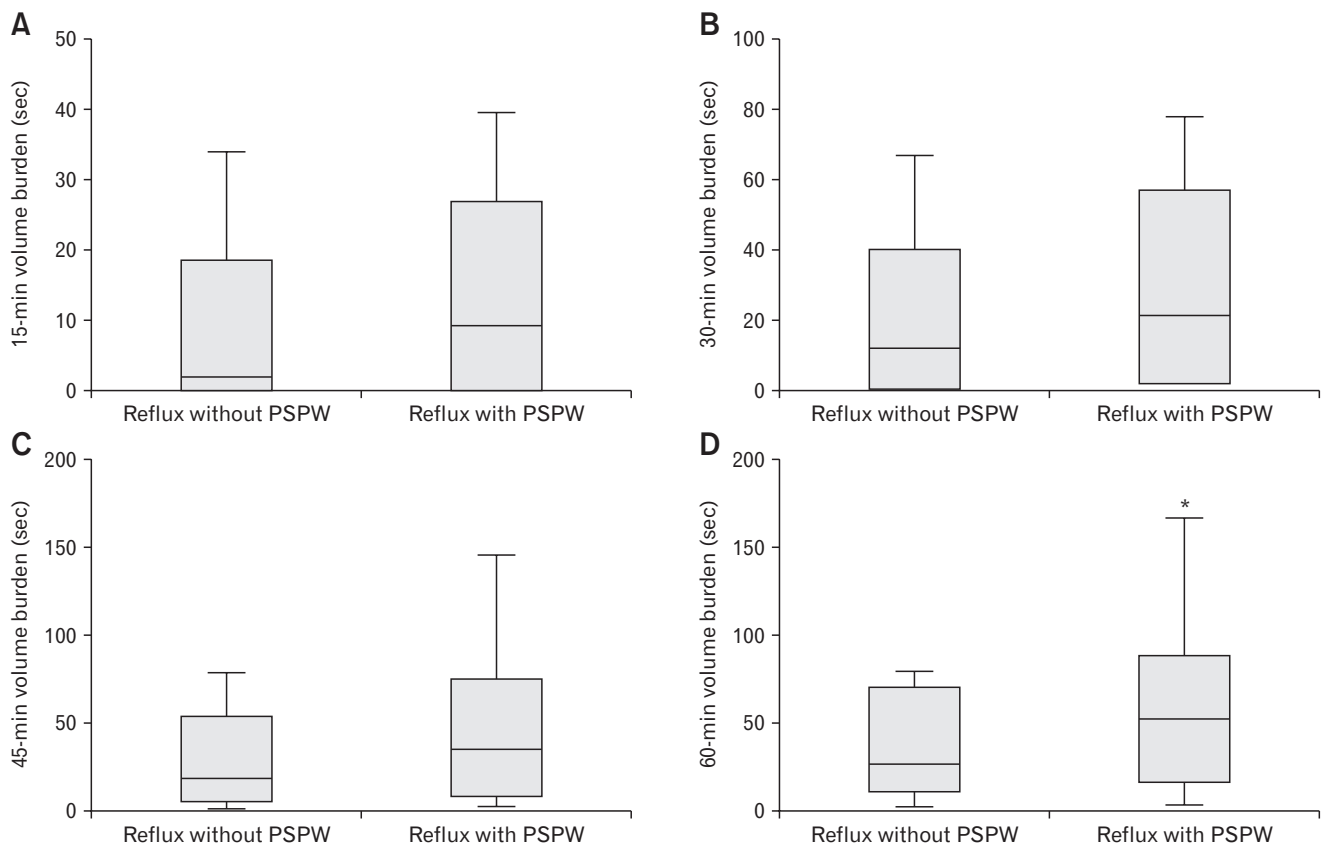 A
15-min volume burden (sec)
50
40
30
20
10
0
Reflux without PSPW
Reflux with PSPW
B
30-min volume burden (sec)
100
80
60
40
20
0
Reflux without PSPW
Reflux with PSPW
C
45-min volume burden (sec)
200
150
100
50
0
Reflux without PSPW
Reflux with PSPW
D
60-min volume burden (sec)
200
150
100
50
0
*
Reflux without PSPW
Reflux with PSPW